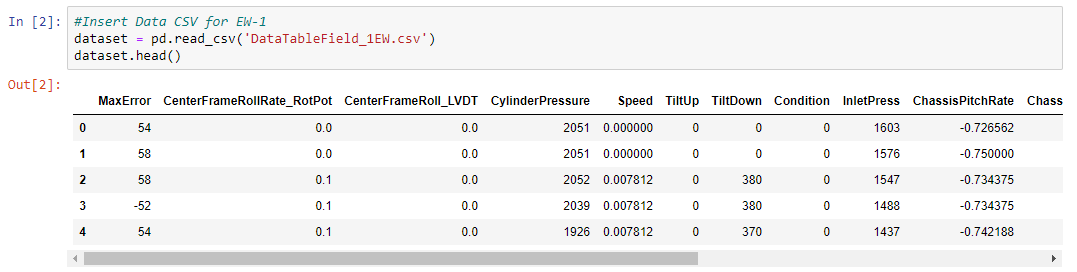 In [2]: #Insert Data CSV for EW-1
dataset = pd.read_csv('DataTableField_1EW.csv')
dataset.head()
Out[2]:
MaxError CenterFrameRollRate_RotPot CenterFrameRoll_LVDT CylinderPressure Speed TiltUp TiltDown Condition InletPress ChassisPitchRate Chass
0 54 0.0 0.0 2051 0.000000 0 0 0 1603 -0.726562
1 58 0.0 0.0 2051 0.000000 0 0 0 1576 -0.750000
2 58 0.1 0.0 2052 0.007812 0 380 0 1547 -0.734375
3 -52 0.1 0.0 2039 0.007812 0 380 0 1488 -0.734375
4 54 0.1 0.0 1926 0.007812 0 370 0 1437 -0.742188